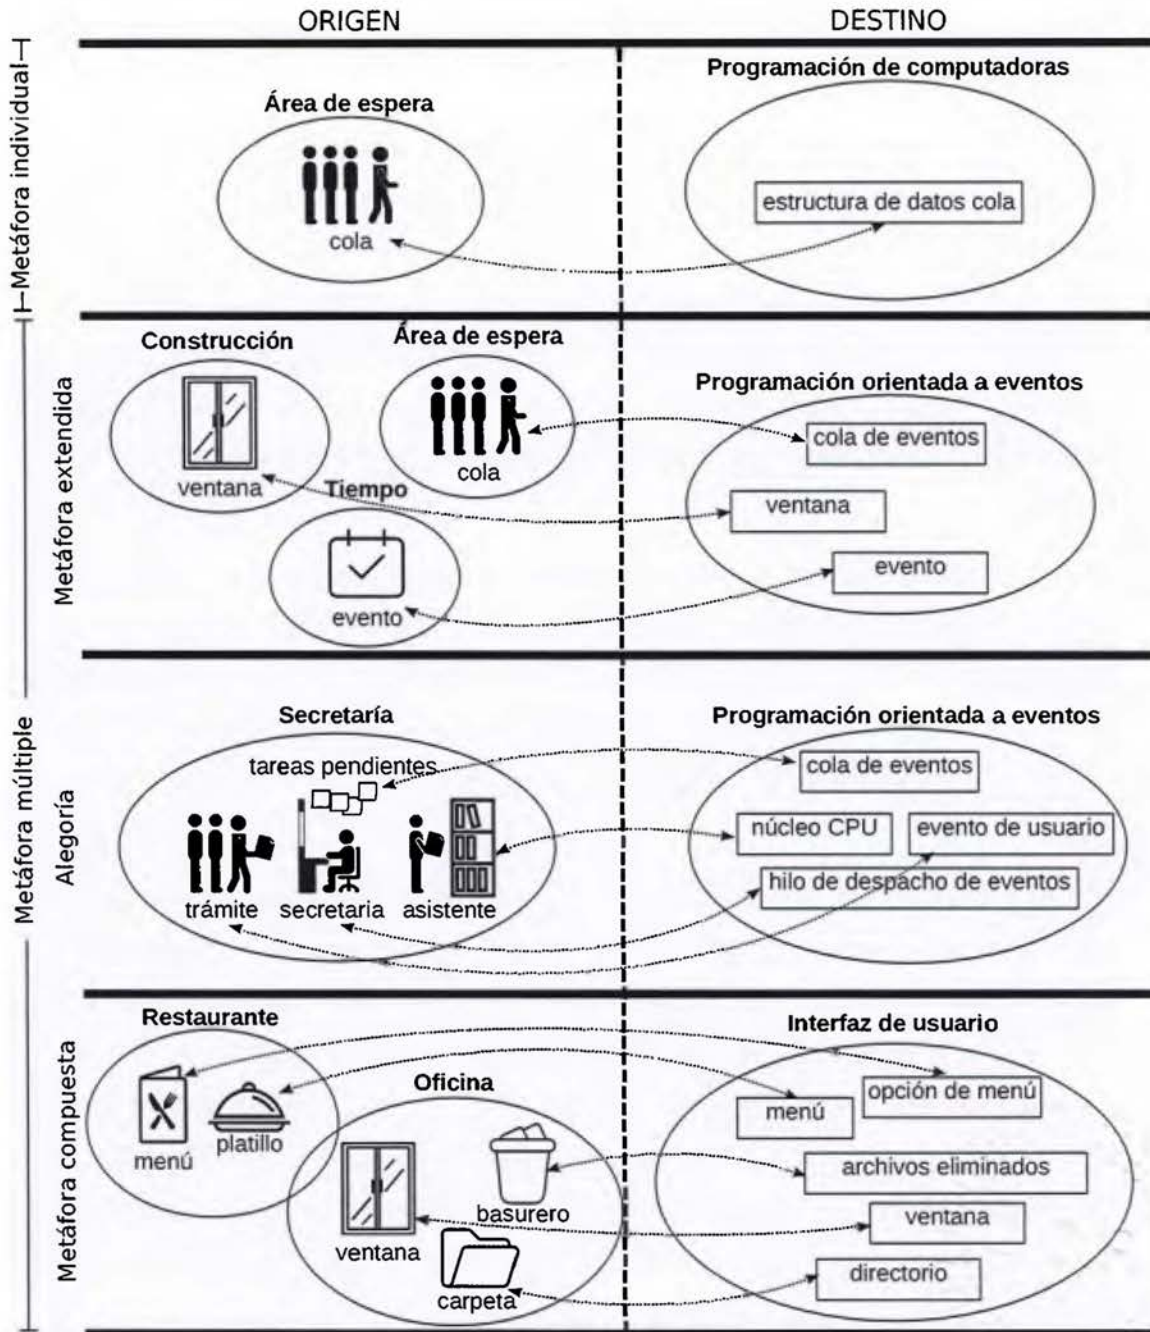 ORIGEN
DESTINO
Metáfora individual
Área de espera
cola
Programación de computadoras
estructura de datos cola
Metáfora múltiple
Metáfora extendida
Construcción
ventana
Área de espera
cola
Tiempo
evento
Programación orientada a eventos
cola de eventos
ventana
evento
Alegoría
Secretaría
tareas pendientes
trámite
secretaria
asistente
Programación orientada a eventos
cola de eventos
núcleo CPU
evento de usuario
hilo de despacho de eventos
Metáfora compuesta
Restaurante
menú
platillo
Oficina
ventana
basurero
carpeta
Interfaz de usuario
opción de menú
menú
archivos eliminados
ventana
directorio